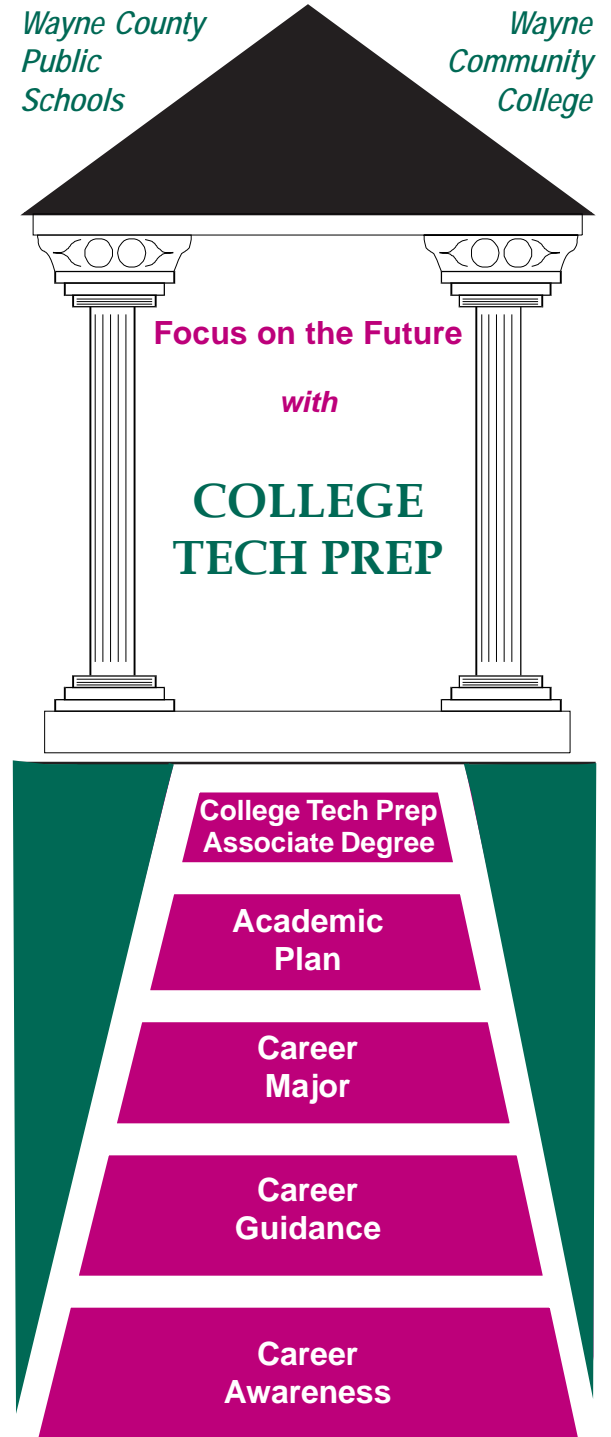 Wayne County
Public
Schools
Wayne
Community
College
Focus on the Future
with
COLLEGE
TECH PREP
College Tech Prep
Associate Degree
Academic
Plan
Career
Major
Career
Guidance
Career
Awareness